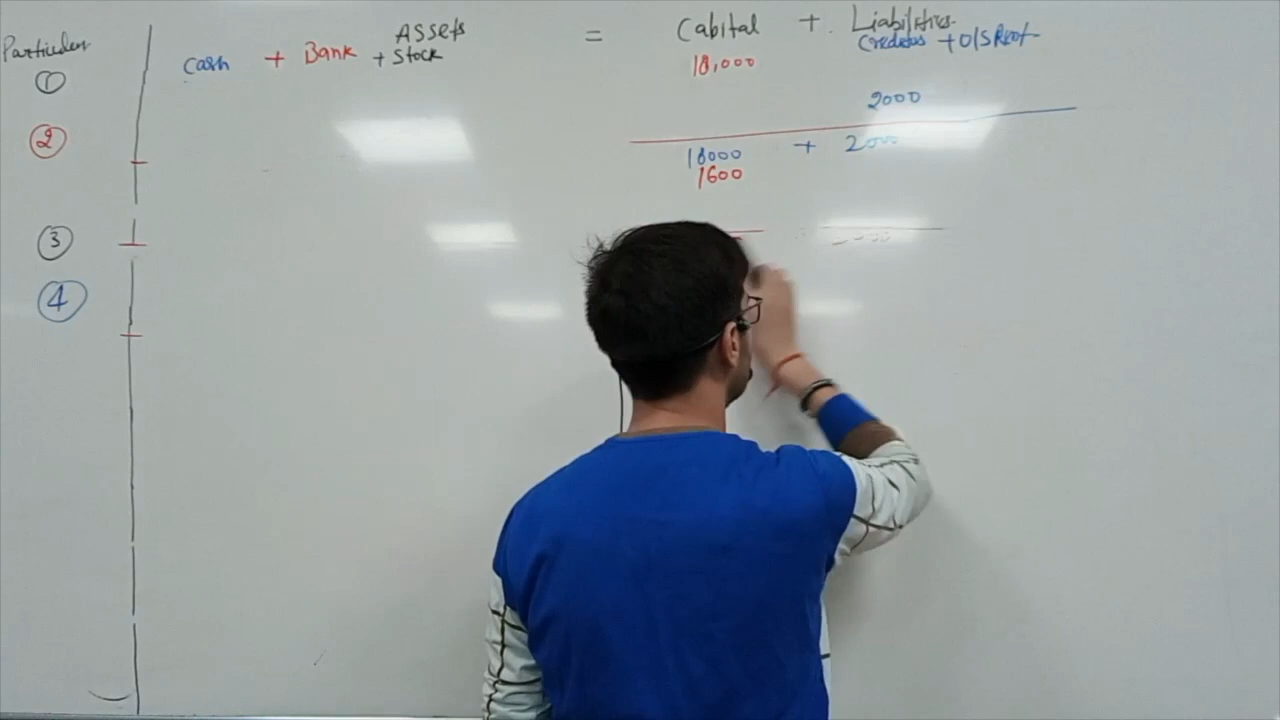 Particulars Assets = Capital + Liabilities
Cash + Bank + Stock 18,000 Creditors + O/S Rent
1
2000
2
18000 + 2000
1600
3
4